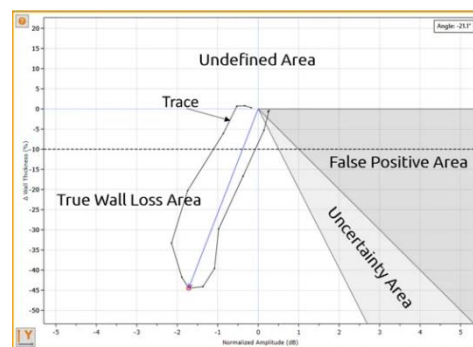 Angle: -21.1°
Undefined Area
Trace
False Positive Area
True Wall Loss Area
Uncertainty Area
Δ Wall Thickness (%)
20
15
10
5
0
-5
-10
-15
-20
-25
-30
-35
-40
-45
-50
-5 -4 -3 -2 -1 0 1 2 3 4 5
Normalized Amplitude (dB)
Y